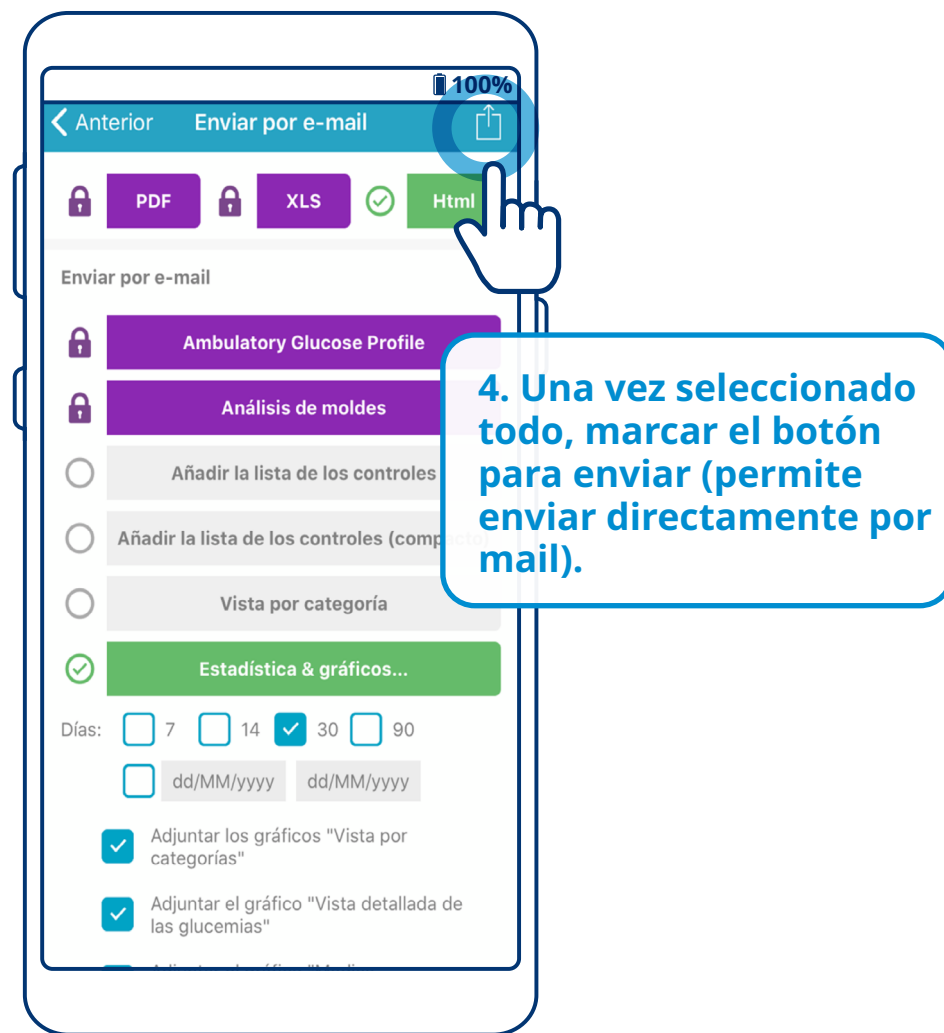 100%
Anterior Enviar por e-mail
PDF XLS Html
Enviar por e-mail
Ambulatory Glucose Profile
Análisis de moldes
Añadir la lista de los controles
Añadir la lista de los controles (compacto)
Vista por categoría
Estadística & gráficos...
Días: 7 14 30 90
dd/MM/yyyy dd/MM/yyyy
Adjuntar los gráficos "Vista por
categorías"
Adjuntar el gráfico "Vista detallada de
las glucemias"
4. Una vez seleccionado
todo, marcar el botón
para enviar (permite
enviar directamente por
mail).